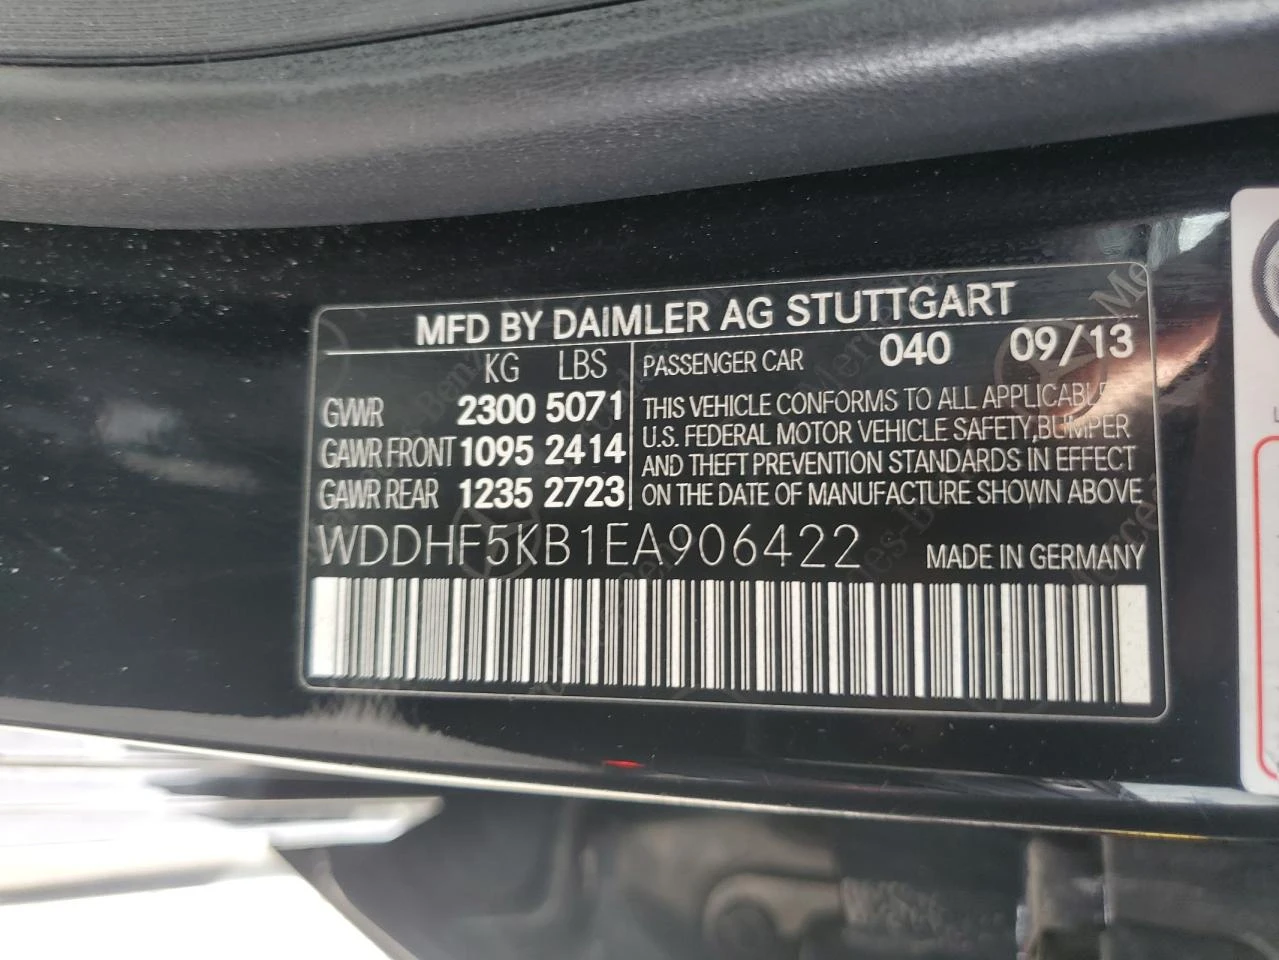 MFD BY DAIMLER AG STUTTGART
KG LBS
GVWR 2300 5071
GAWR FRONT 1095 2414
GAWR REAR 1235 2723
PASSENGER CAR 040 09/13
THIS VEHICLE CONFORMS TO ALL APPLICABLE
U.S. FEDERAL MOTOR VEHICLE SAFETY, BUMPER
AND THEFT PREVENTION STANDARDS IN EFFECT
ON THE DATE OF MANUFACTURE SHOWN ABOVE
WDDHF5KB1EA906422 MADE IN GERMANY